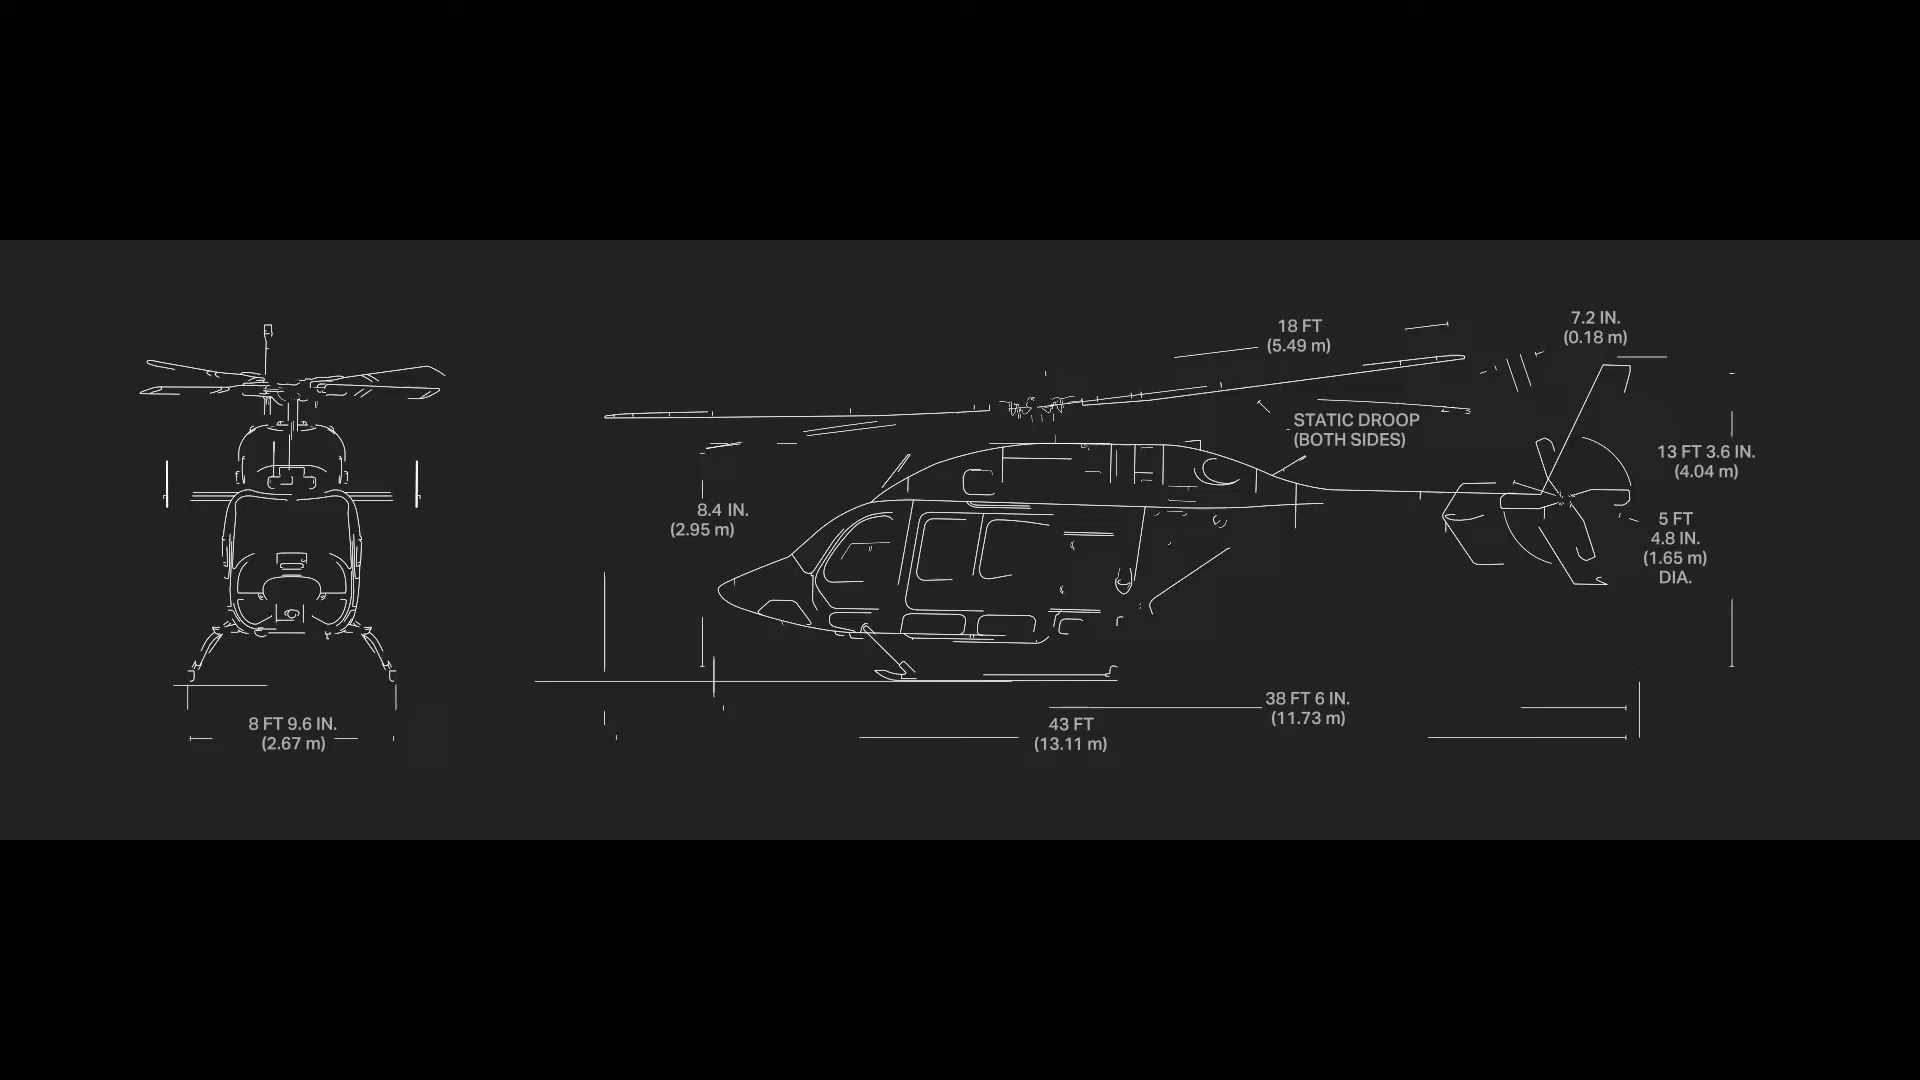 18 FT
(5.49 m)
7.2 IN.
(0.18 m)
STATIC DROOP
(BOTH SIDES)
13 FT 3.6 IN.
(4.04 m)
8.4 IN.
(2.95 m)
5 FT
4.8 IN.
(1.65 m)
DIA.
38 FT 6 IN.
(11.73 m)
8 FT 9.6 IN.
(2.67 m)
43 FT
(13.11 m)